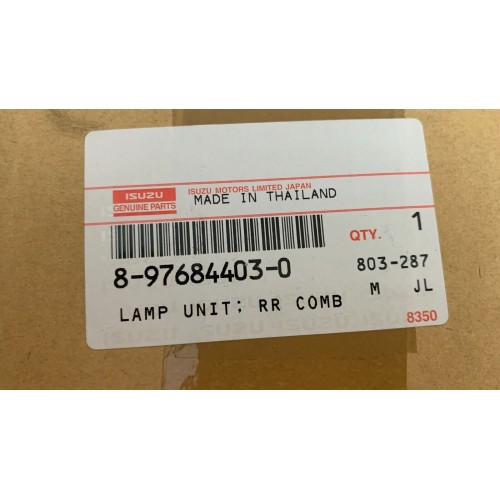 ISUZU
GENUINE PARTS
ISUZU MOTORS LIMITED JAPAN
MADE IN THAILAND
QTY. 1
8-97684403-0
803-287
LAMP UNIT; RR COMB
M JL
8350